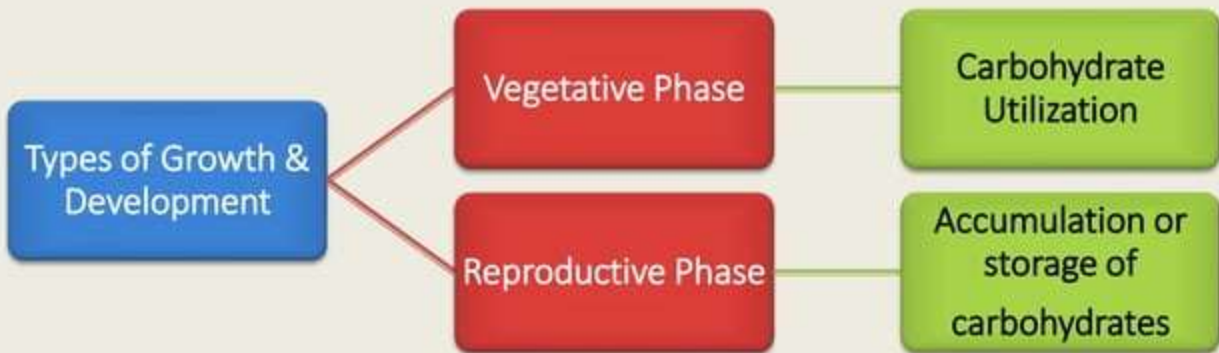 Types of Growth &
Development
Vegetative Phase
Carbohydrate
Utilization
Reproductive Phase
Accumulation or
storage of
carbohydrates